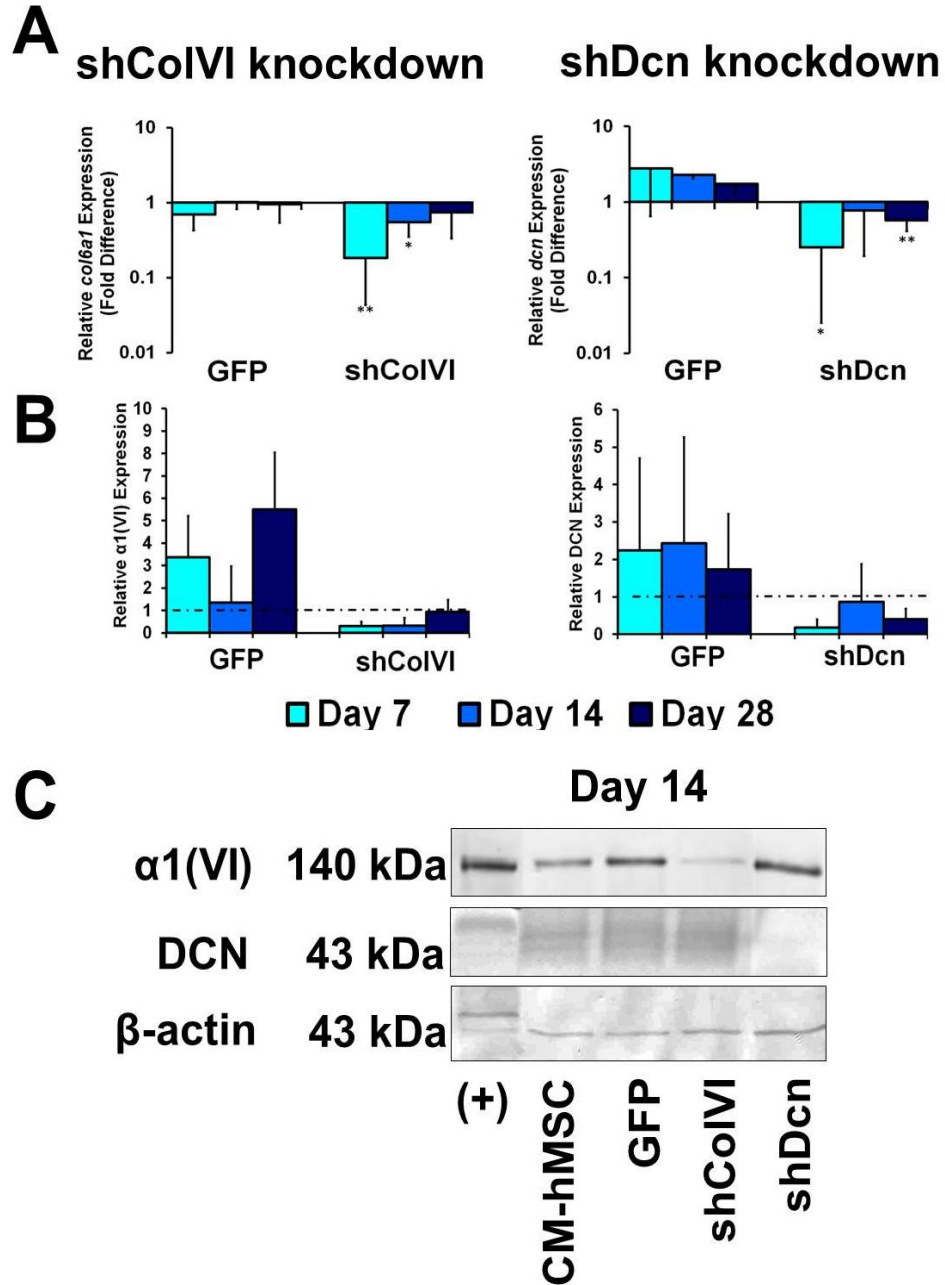 A
shColVI knockdown
shDcn knockdown
Relative col6a1 Expression
(Fold Difference)
10
1
0.1
0.01
*
**
GFP
shColVI
Relative dcn Expression
(Fold Difference)
10
1
0.1
0.01
**
*
GFP
shDcn
B
Relative α1(VI) Expression
10
9
8
7
6
5
4
3
2
1
0
GFP
shColVI
Relative DCN Expression
6
5
4
3
2
1
0
GFP
shDcn
Day 7
Day 14
Day 28
C
Day 14
α1(VI) 140 kDa
DCN 43 kDa
β-actin 43 kDa
(+)
CM-hMSC
GFP
shColVI
shDcn